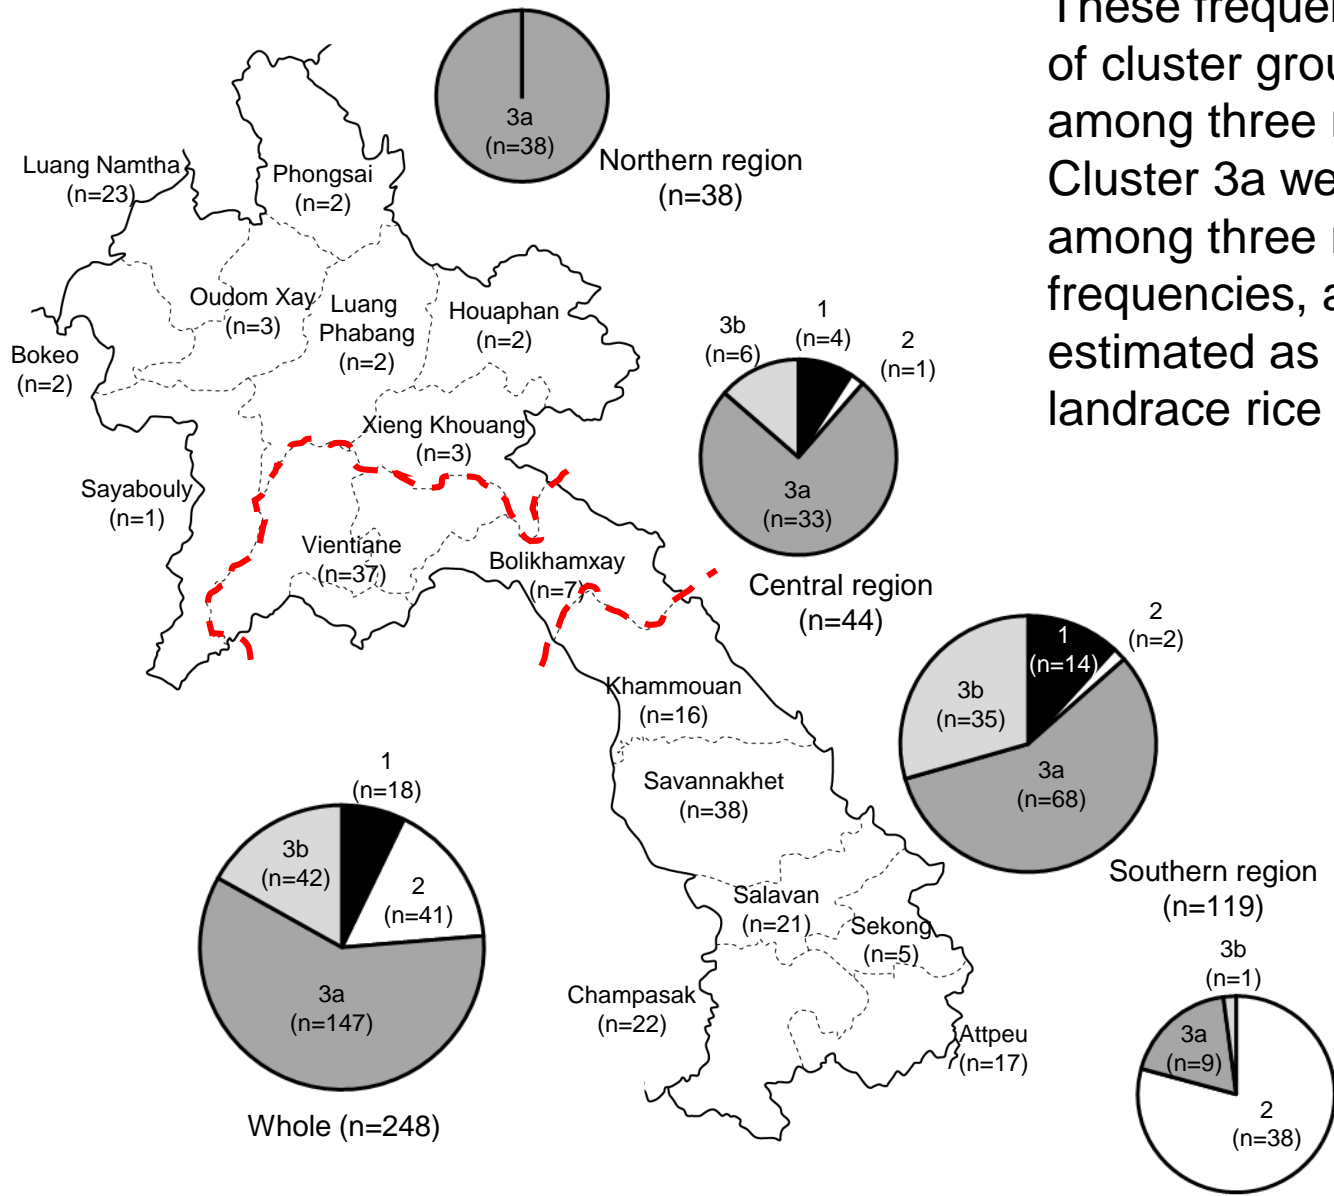 These freque
of cluster grou
among three
Cluster 3a we
among three
frequencies, a
estimated as
landrace rice
3a
(n=38)
Northern region
(n=38)
Luang Namtha
(n=23)
Phongsai
(n=2)
Oudom Xay
(n=3)
Luang
Phabang
(n=2)
Houaphan
(n=2)
Bokeo
(n=2)
Xieng Khouang
(n=3)
Sayabouly
(n=1)
Vientiane
(n=37)
Bolikhamxay
(n=7)
3b
(n=6)
1
(n=4)
2
(n=1)
3a
(n=33)
Central region
(n=44)
Khammouan
(n=16)
Savannakhet
(n=38)
Salavan
(n=21)
Sekong
(n=5)
Champasak
(n=22)
Attpeu
(n=17)
1
(n=14)
2
(n=2)
3b
(n=35)
3a
(n=68)
Southern region
(n=119)
1
(n=18)
3b
(n=42)
2
(n=41)
3a
(n=147)
Whole (n=248)
3b
(n=1)
3a
(n=9)
2
(n=38)